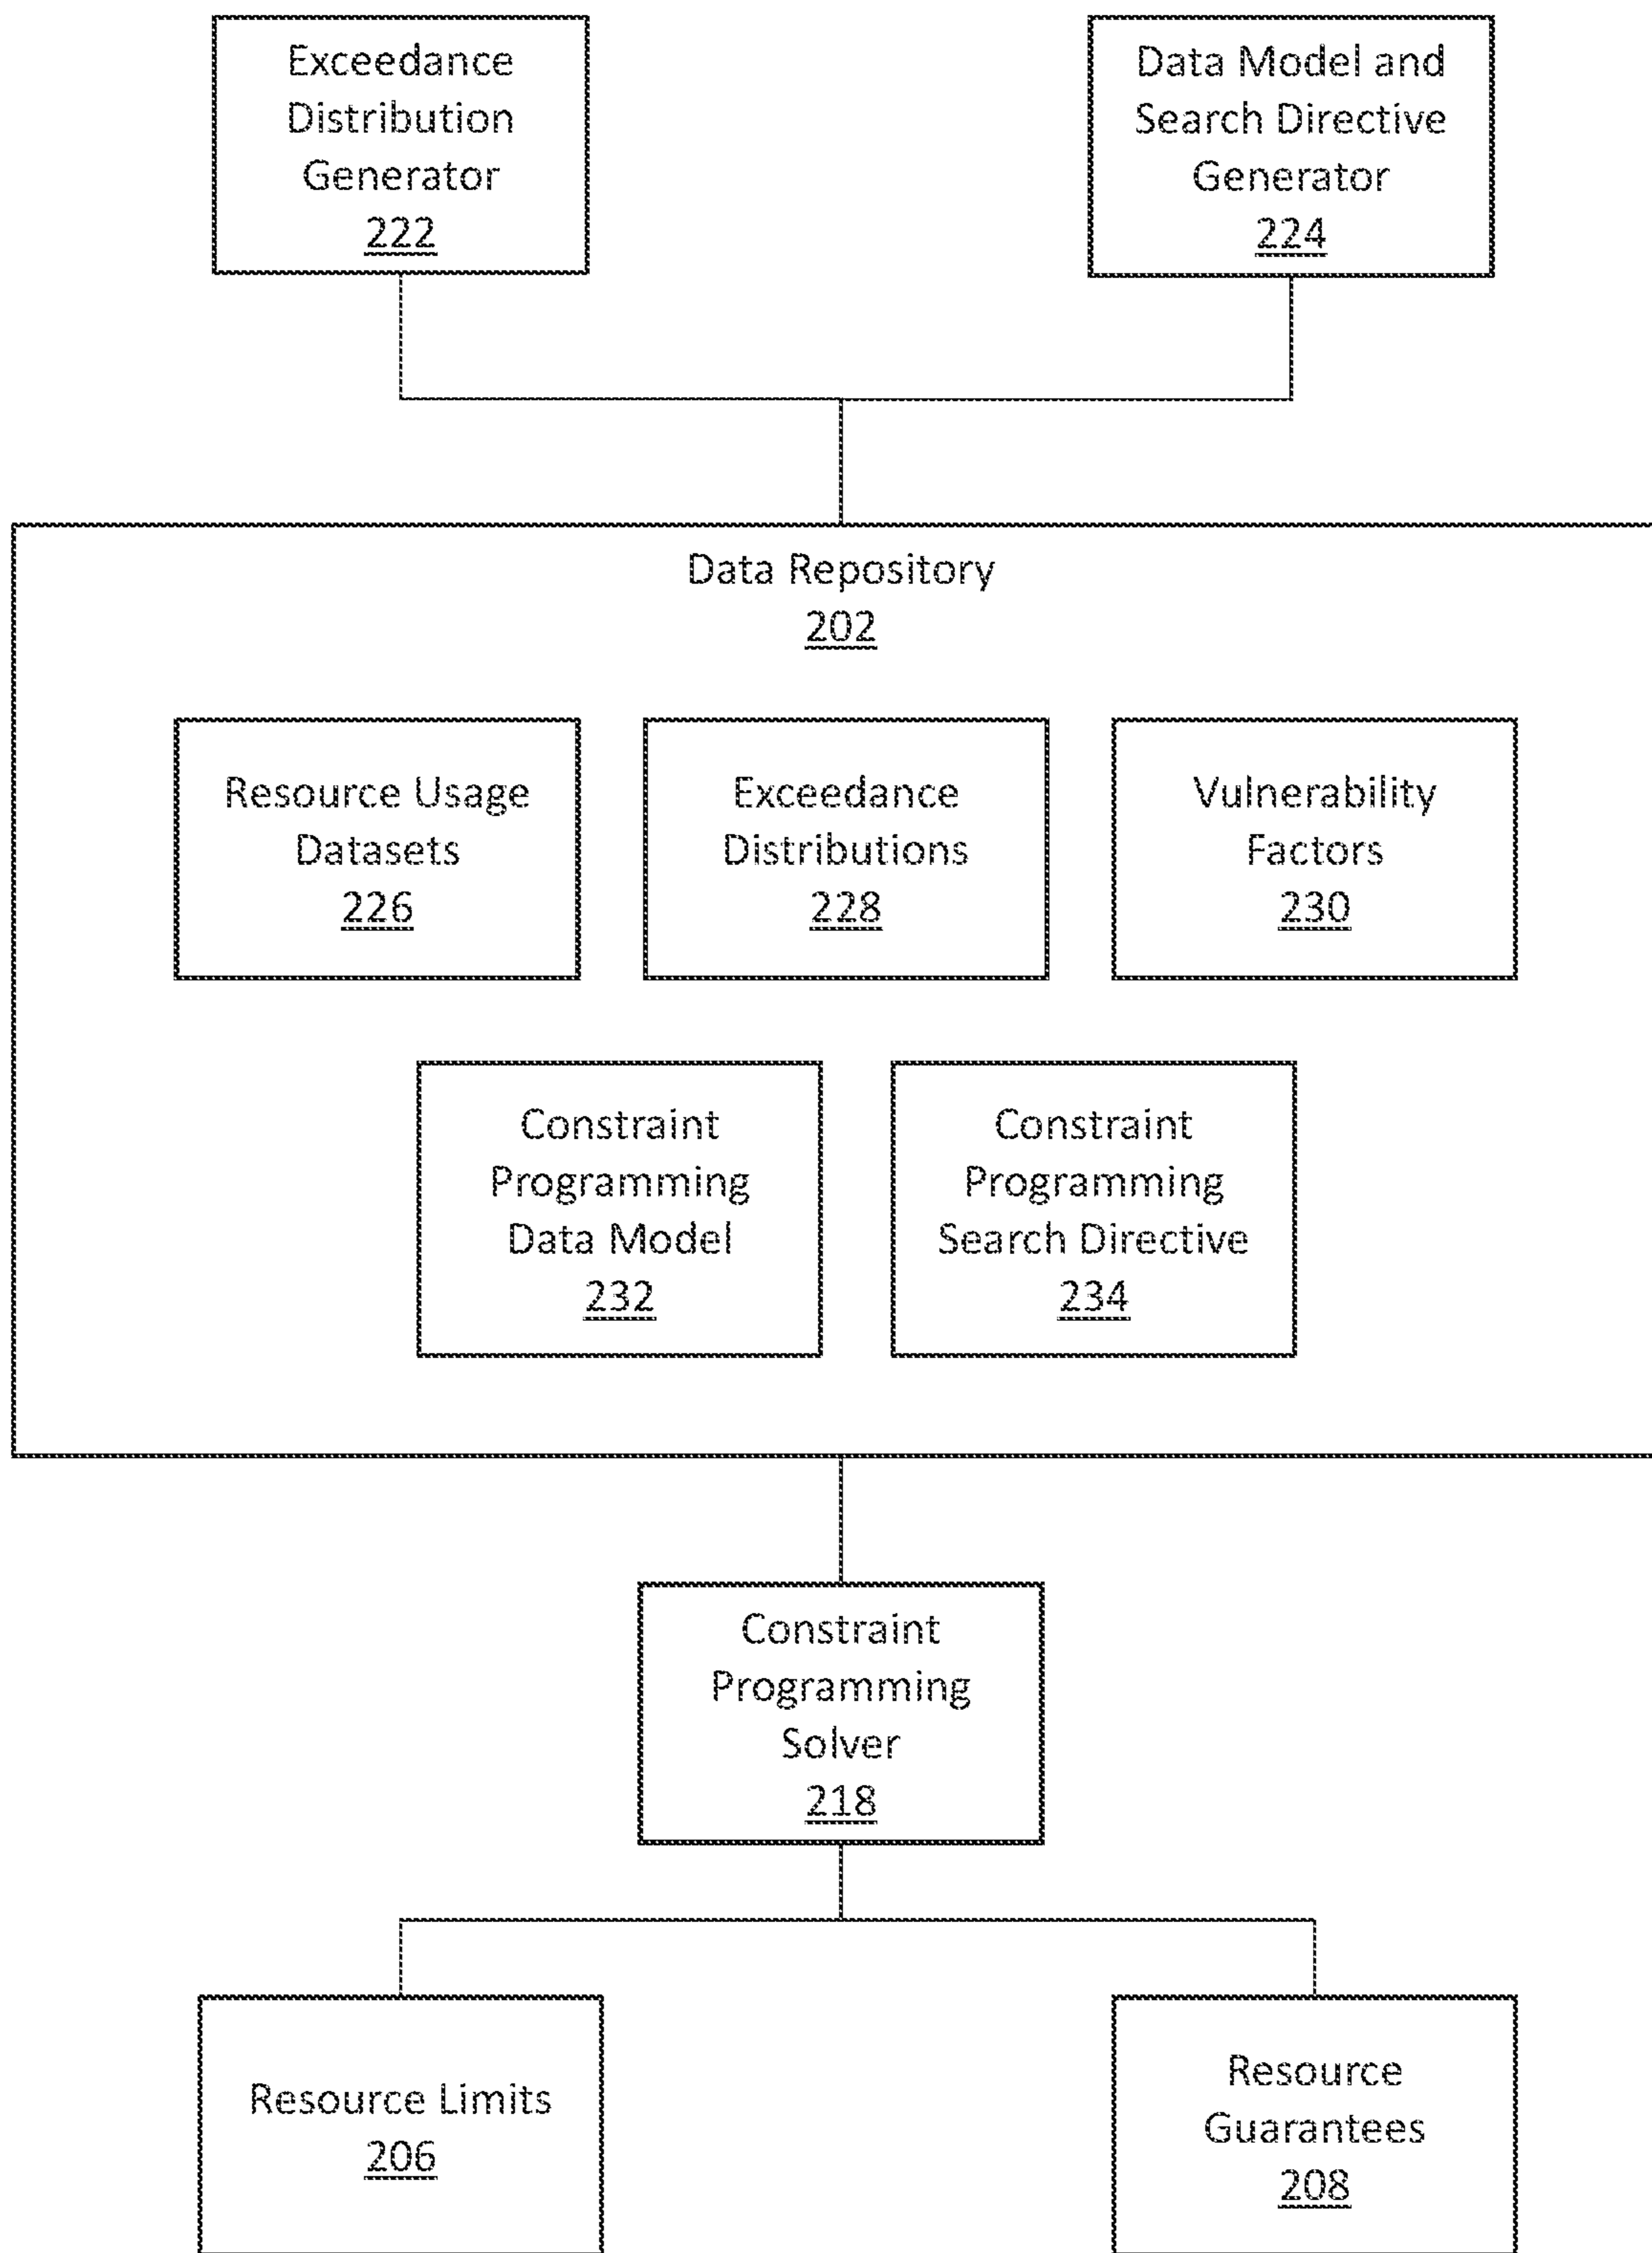 Exceedance
Distribution
Generator
222
Data Model and
Search Directive
Generator
224
Data Repository
202
Resource Usage
Datasets
226
Exceedance
Distributions
228
Vulnerability
Factors
230
Constraint
Programming
Data Model
232
Constraint
Programming
Search Directive
234
Constraint
Programming
Solver
218
Resource Limits
206
Resource
Guarantees
208